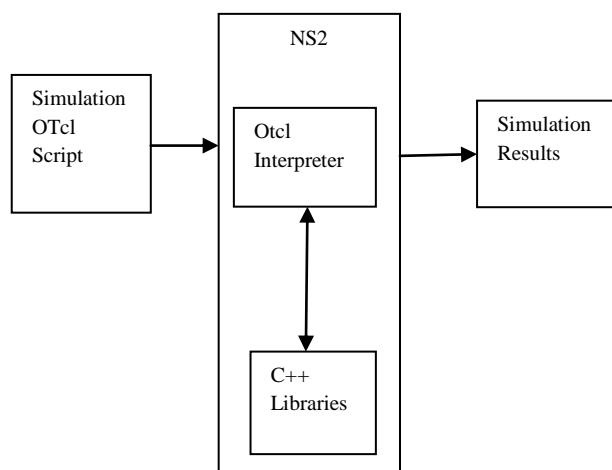 NS2
Simulation
OTcl
Script
Otcl
Interpreter
Simulation
Results
C++
Libraries